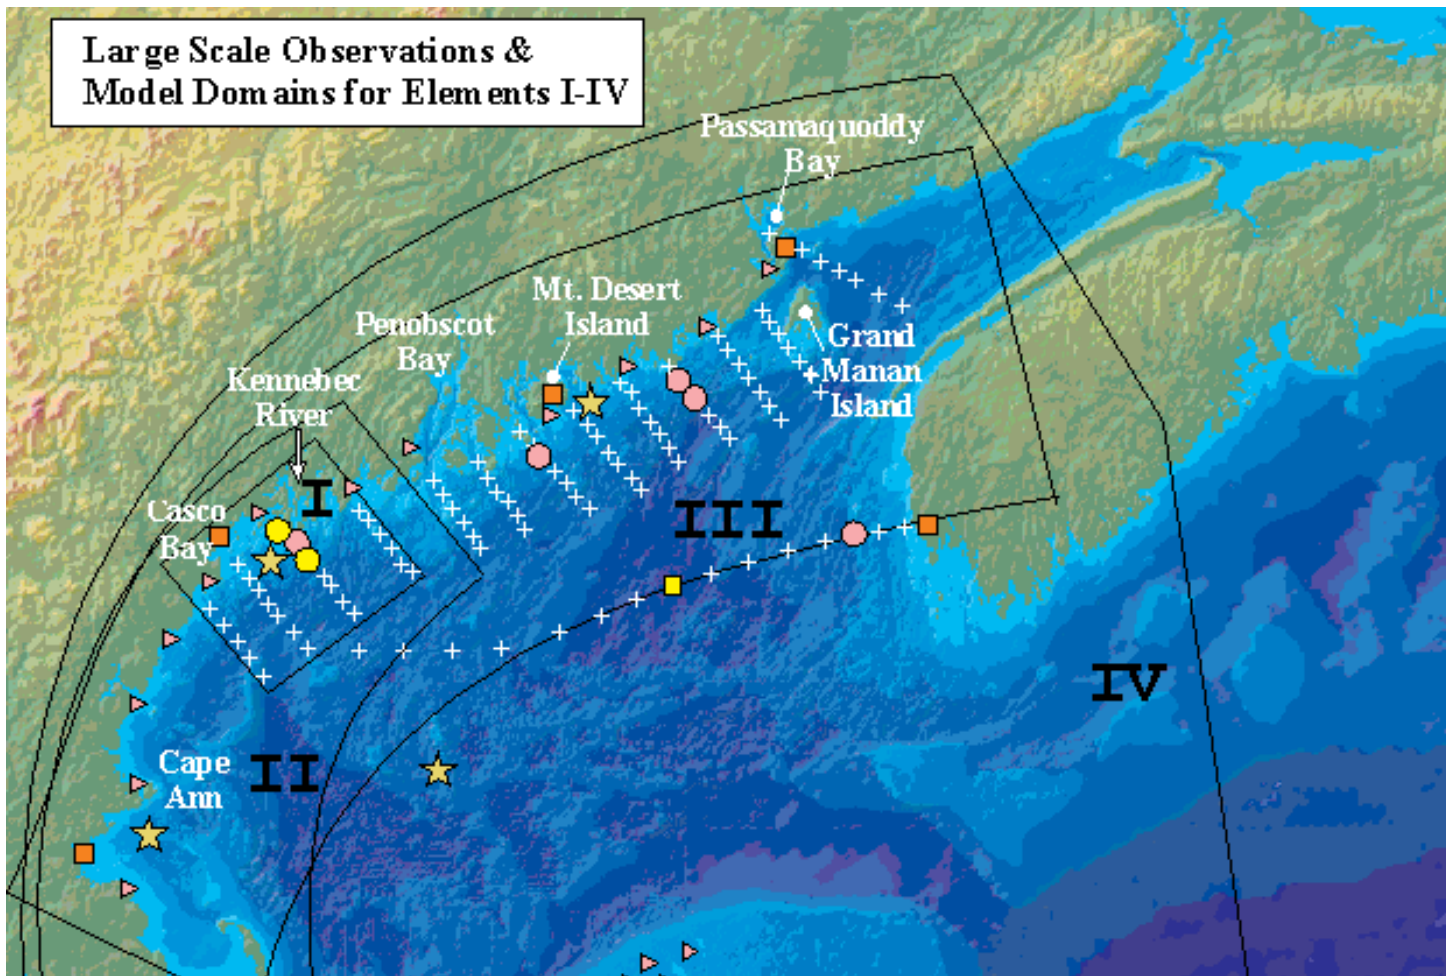 Large Scale Observations &
Model Domains for Elements I-IV
Passamaquoddy
Bay
Mt. Desert
Island
Penobscot
Bay
Grand
Manan
Island
Kennebec
River
I
Casco
Bay
III
IV
Cape
Ann
II